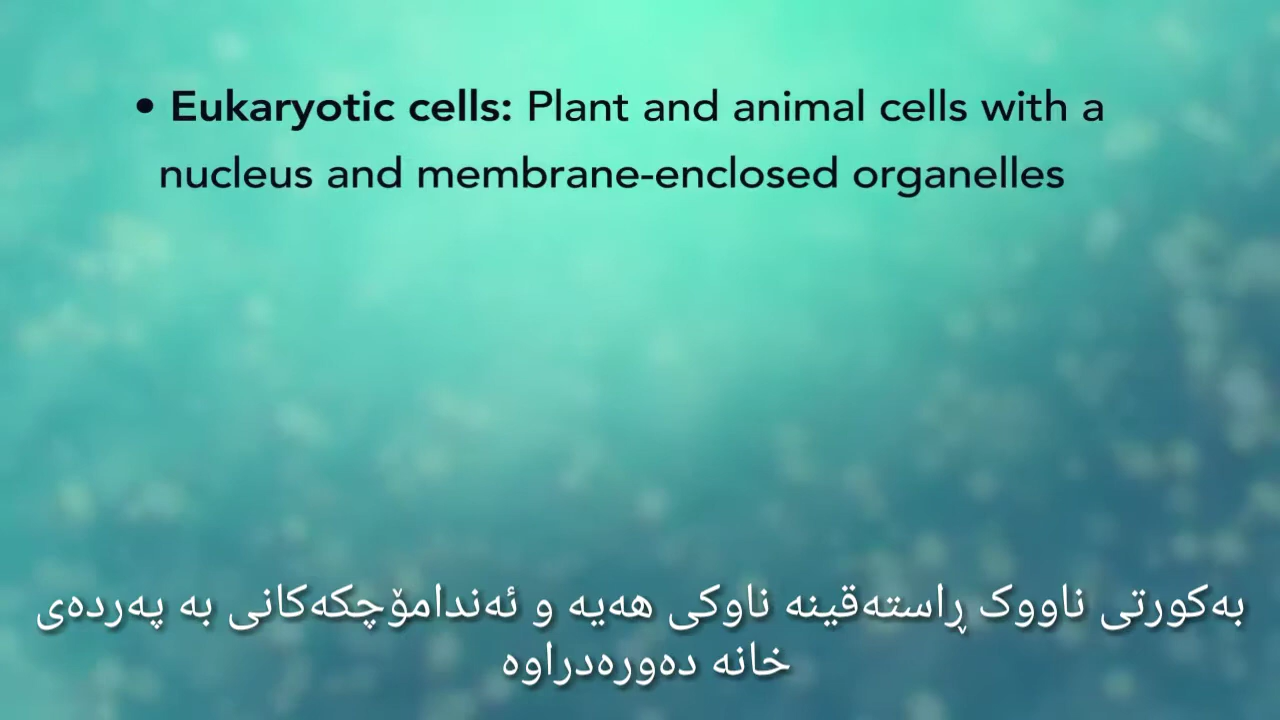 • Eukaryotic cells: Plant and animal cells with a
nucleus and membrane-enclosed organelles
بەکورتی ناووک ڕاستەقینە ناوکی هەیە و ئەندامۆچکەکانی بە پەردەی
خانە دەورەدراوە